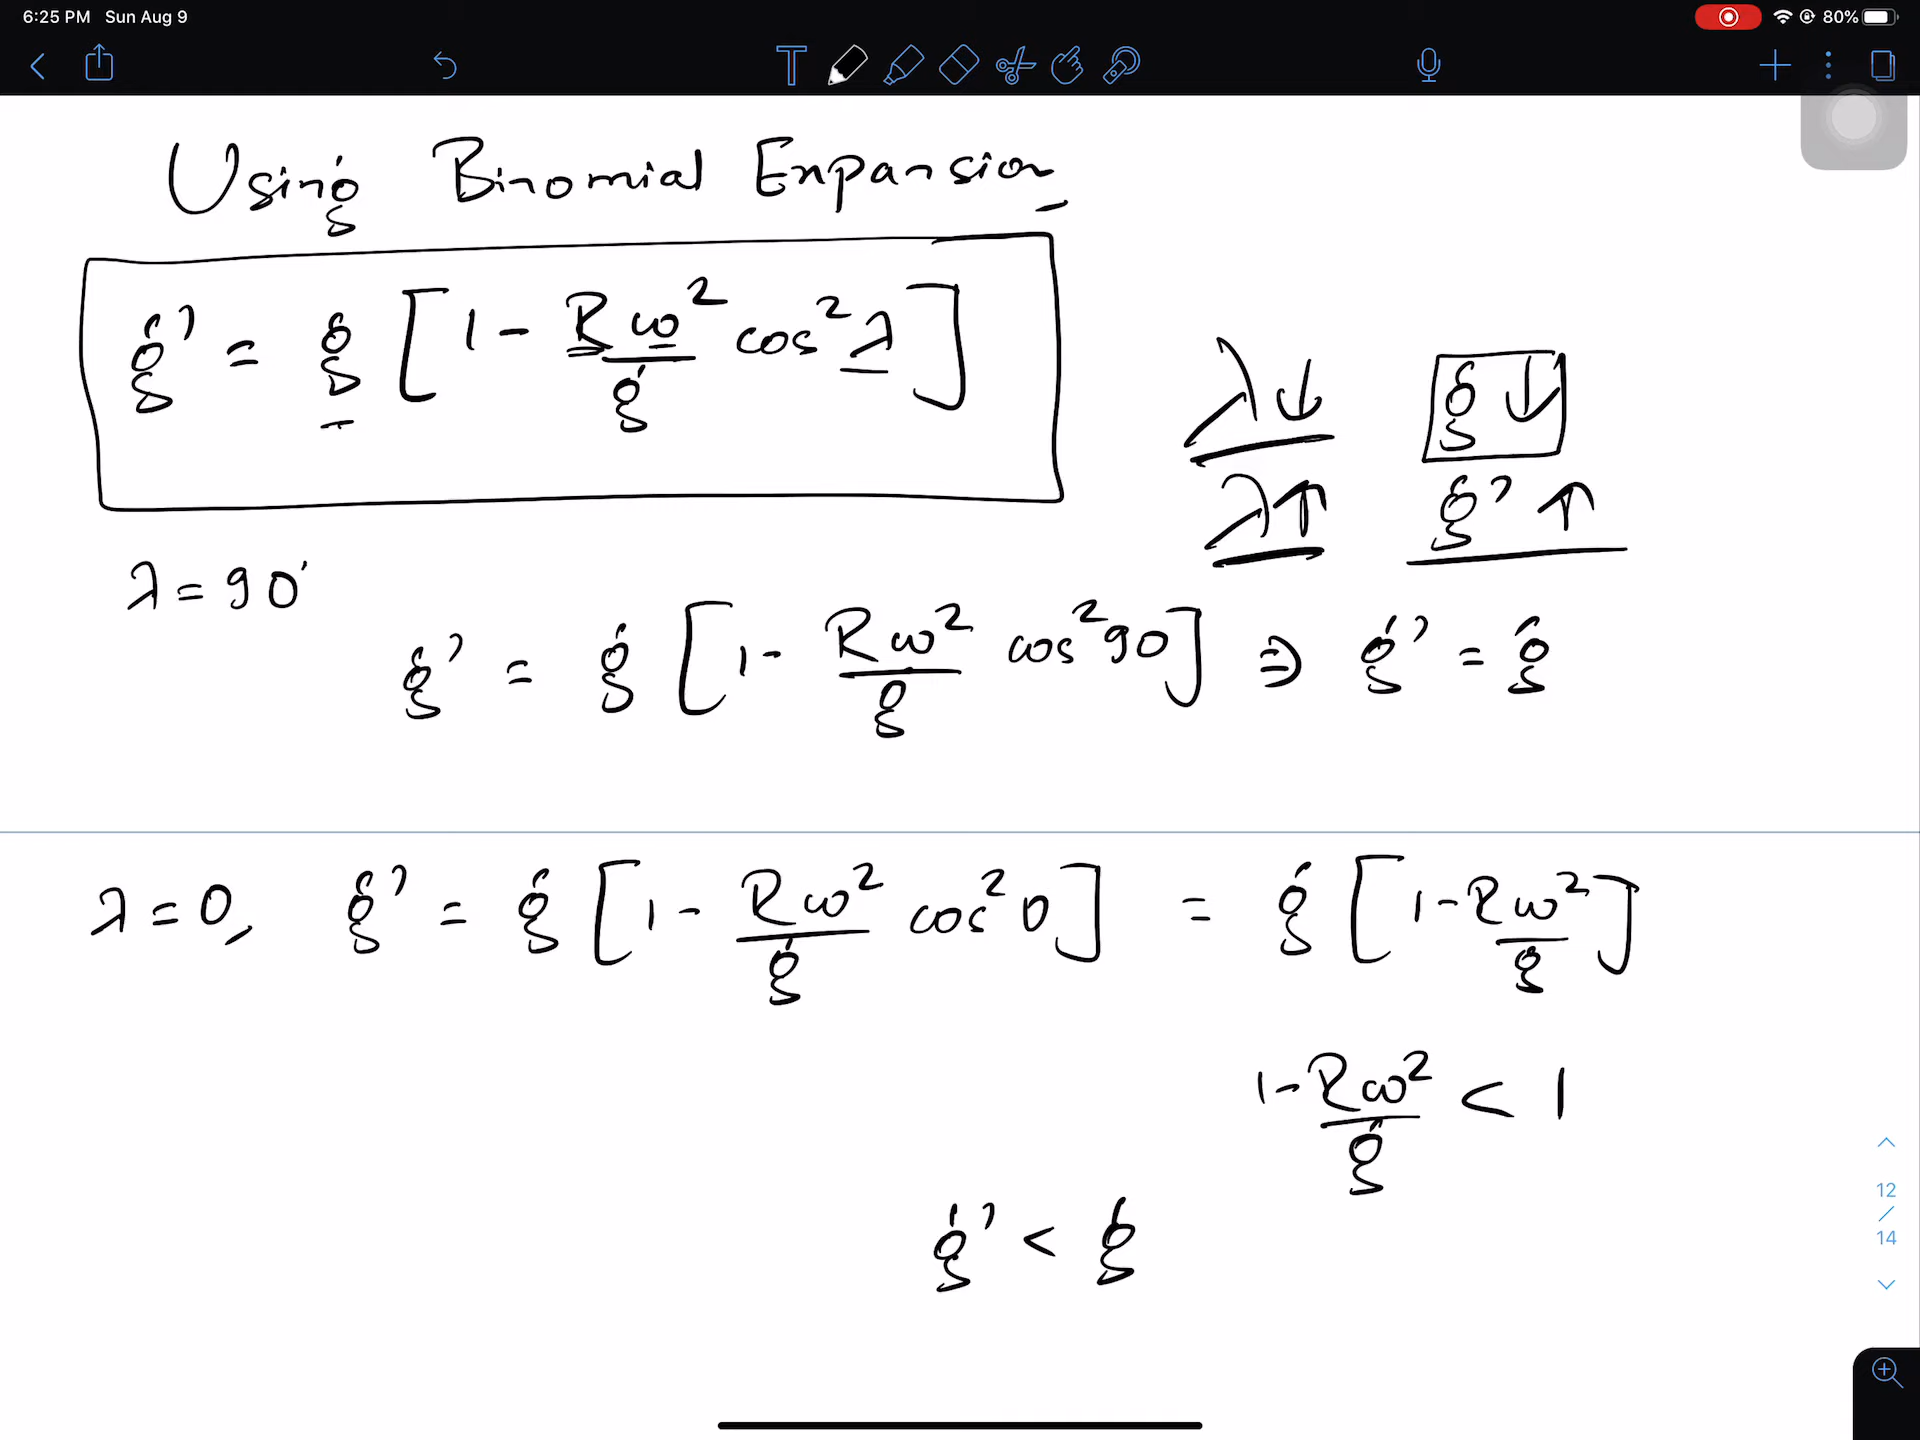 6:25 PM Sun Aug 9 80%
T
Using Binomial Expansion
g' = g [1 - Rω²/g cos²λ]
λ↓ g↓
λ↑ g'↑
λ = 90°
g' = g [1 - Rω²/g cos²90] ⇒ g' = g
λ = 0, g' = g [1 - Rω²/g cos²0] = g [1 - Rω²/g]
1 - Rω²/g < 1
g' < g
12
/
14